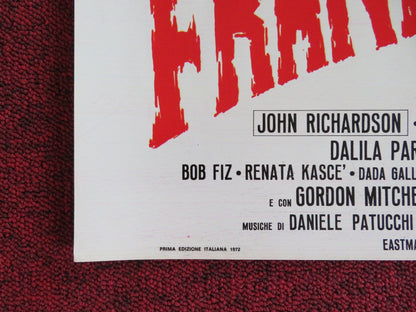 FRAN
JOHN RICHARDSON •
DALILA PAR
BOB FIZ • RENATA KASCE' • DADA GALL
E CON GORDON MITCHE
MUSICHE DI DANIELE PATUCCHI
PRIMA EDIZIONE ITALIANA 1972
EASTMA